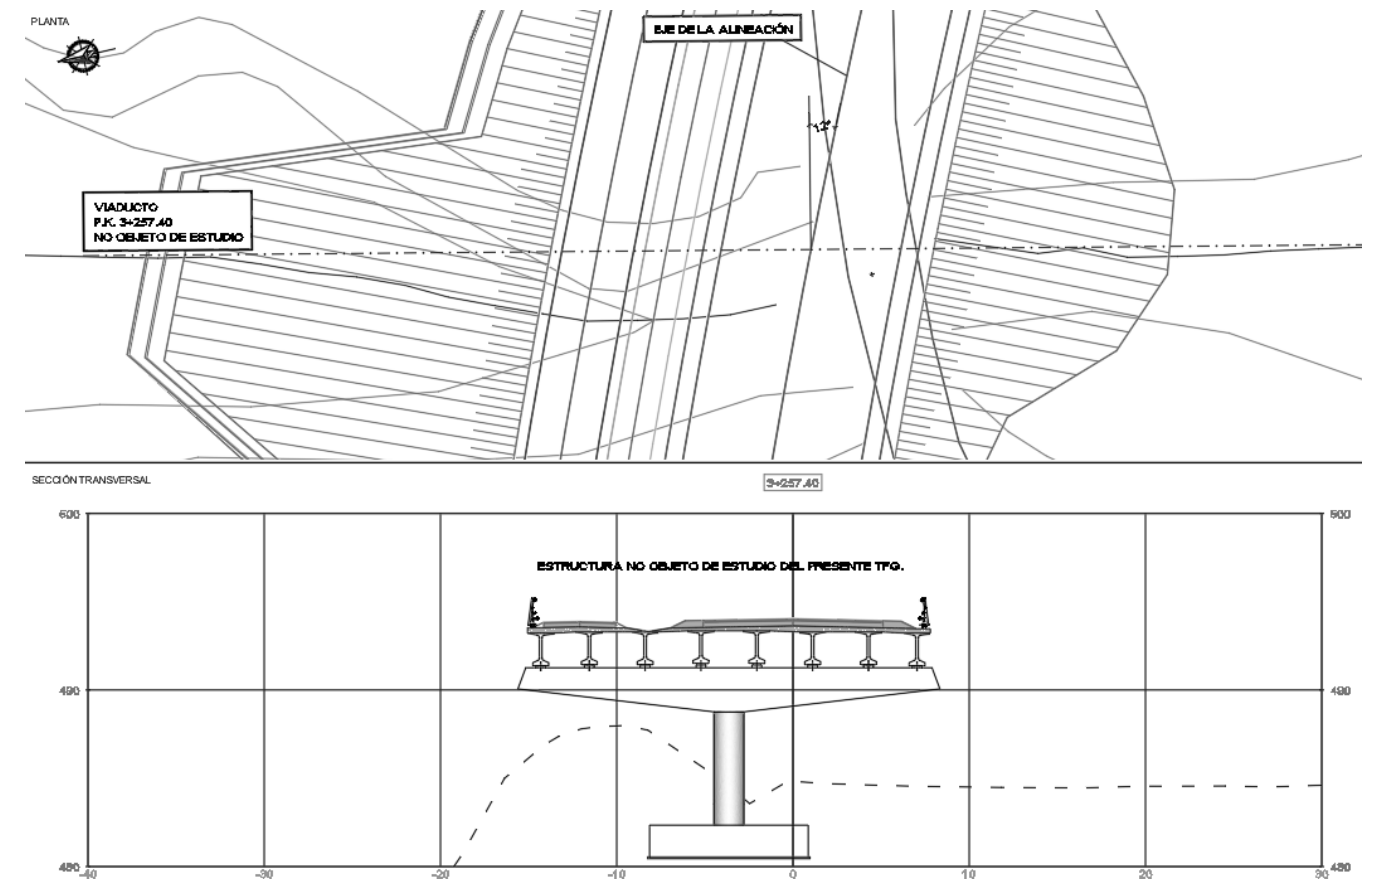 PLANTA
EJE DE LA ALINEACIÓN
VIADUCTO
P.K. 3+257.40
NO OBJETO DE ESTUDIO
SECCIÓN TRANSVERSAL
3+257.40
500 500
ESTRUCTURA NO OBJETO DE ESTUDIO DEL PRESENTE TFG.
490 490
480 480
-40 -30 -20 -10 0 10 20 30